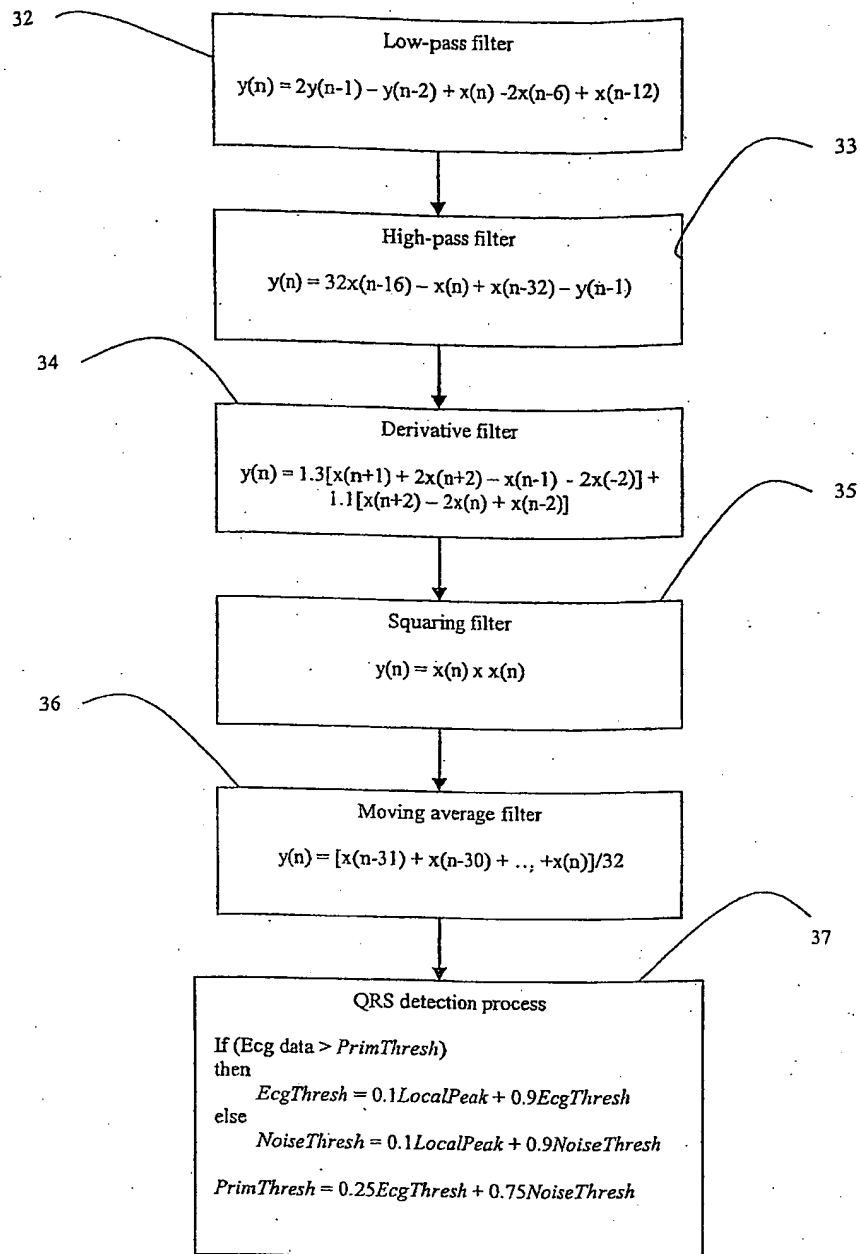 32
Low-pass filter
y(n) = 2y(n-1) – y(n-2) + x(n) -2x(n-6) + x(n-12)
33
High-pass filter
y(n) = 32x(n-16) – x(n) + x(n-32) – y(n-1)
34
Derivative filter
y(n) = 1.3[x(n+1) + 2x(n+2) – x(n-1) - 2x(-2)] +
1.1[x(n+2) – 2x(n) + x(n-2)]
35
Squaring filter
y(n) = x(n) x x(n)
36
Moving average filter
y(n) = [x(n-31) + x(n-30) + ..; +x(n)]/32
37
QRS detection process
If (Ecg data > PrimThresh)
then
EcgThresh = 0.1LocalPeak + 0.9EcgThresh
else
NoiseThresh = 0.1LocalPeak + 0.9NoiseThresh
PrimThresh = 0.25EcgThresh + 0.75NoiseThresh